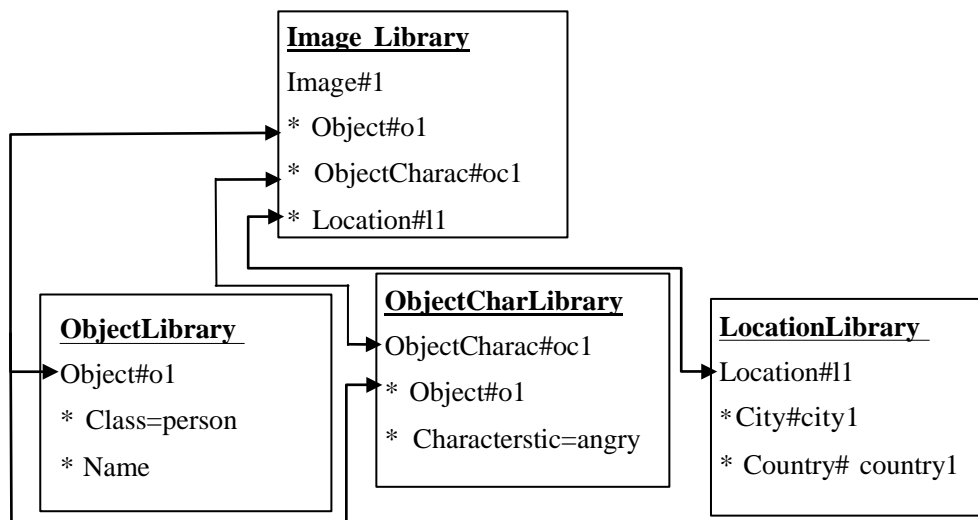 Image Library
Image#1
* Object#o1
* ObjectCharac#oc1
* Location#l1
ObjectLibrary
Object#o1
* Class=person
* Name
ObjectCharLibrary
ObjectCharac#oc1
* Object#o1
* Characterstic=angry
LocationLibrary
Location#l1
*City#city1
* Country# country1